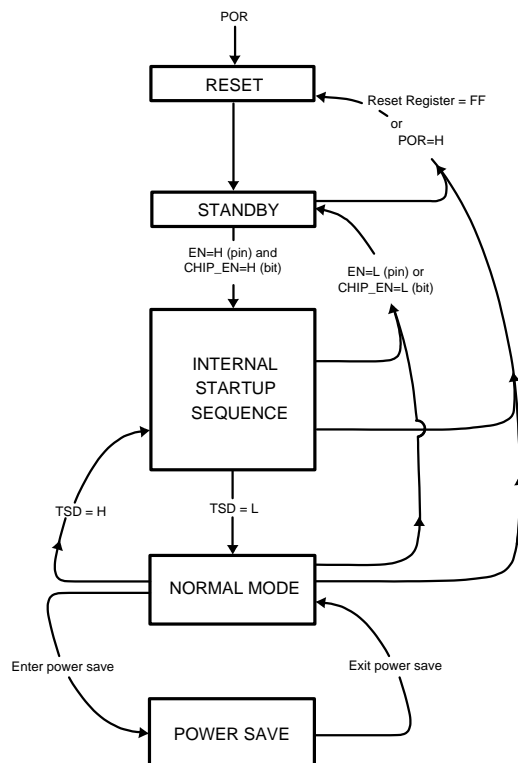 POR
RESET
Reset Register = FF
or
POR=H
STANDBY
EN=H (pin) and
CHIP_EN=H (bit)
EN=L (pin) or
CHIP_EN=L (bit)
INTERNAL
STARTUP
SEQUENCE
TSD = H
TSD = L
NORMAL MODE
Enter power save
Exit power save
POWER SAVE